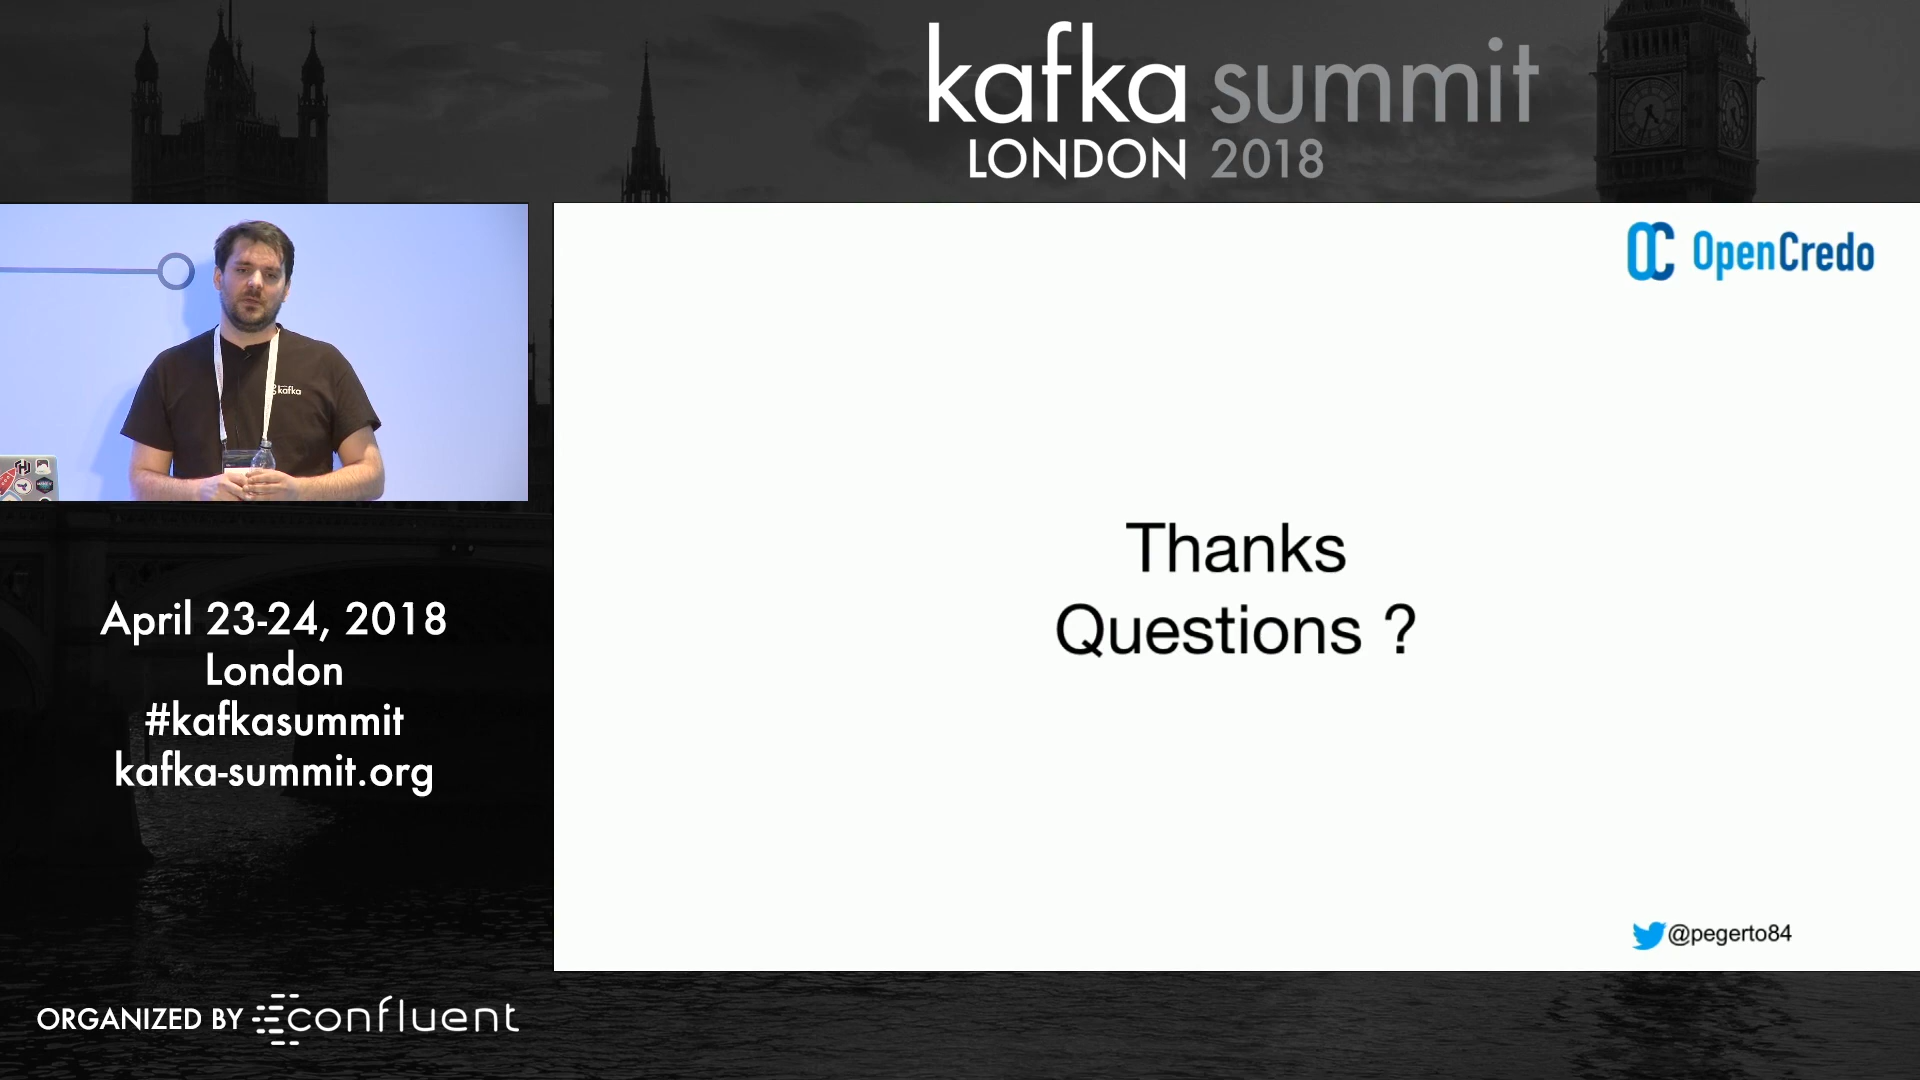 kafka summit
LONDON 2018
kafka
OpenCredo
Thanks
Questions ?
@pegerto84
April 23-24, 2018
London
#kafkasummit
kafka-summit.org
ORGANIZED BY confluent